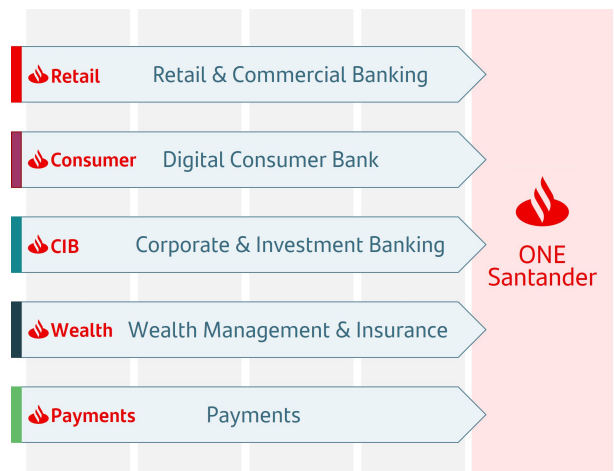 Retail Retail & Commercial Banking
Consumer Digital Consumer Bank
CIB Corporate & Investment Banking
Wealth Wealth Management & Insurance
Payments Payments
ONE
Santander